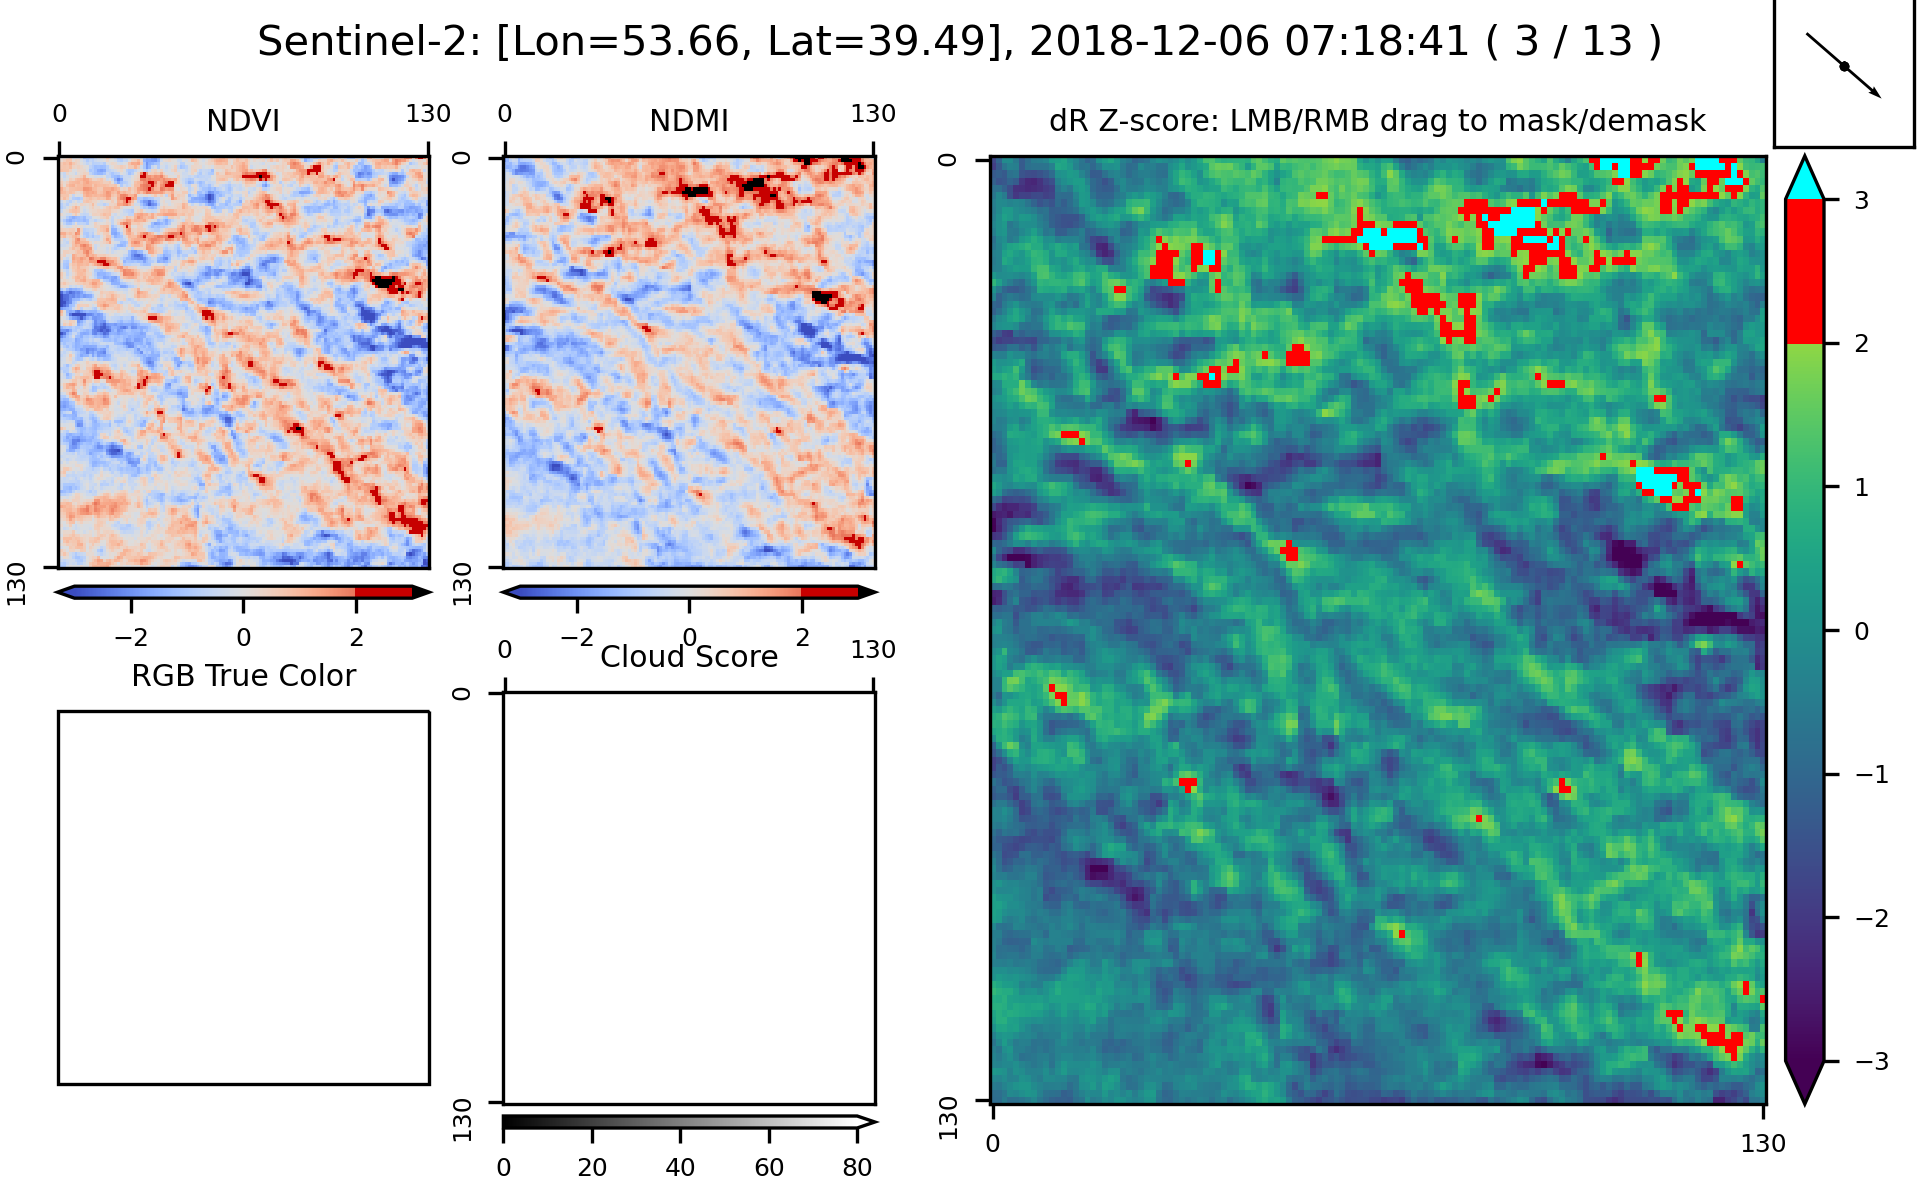 Sentinel-2: [Lon=53.66, Lat=39.49], 2018-12-06 07:18:41 ( 3 / 13 )
NDVI
0 130
0
130
−2 0 2
NDMI
0 130
0
130
−2 0 2
dR Z-score: LMB/RMB drag to mask/demask
0
130
0 130
3
2
1
0
−1
−2
−3
RGB True Color
Cloud Score
0 130
0
130
0 20 40 60 80